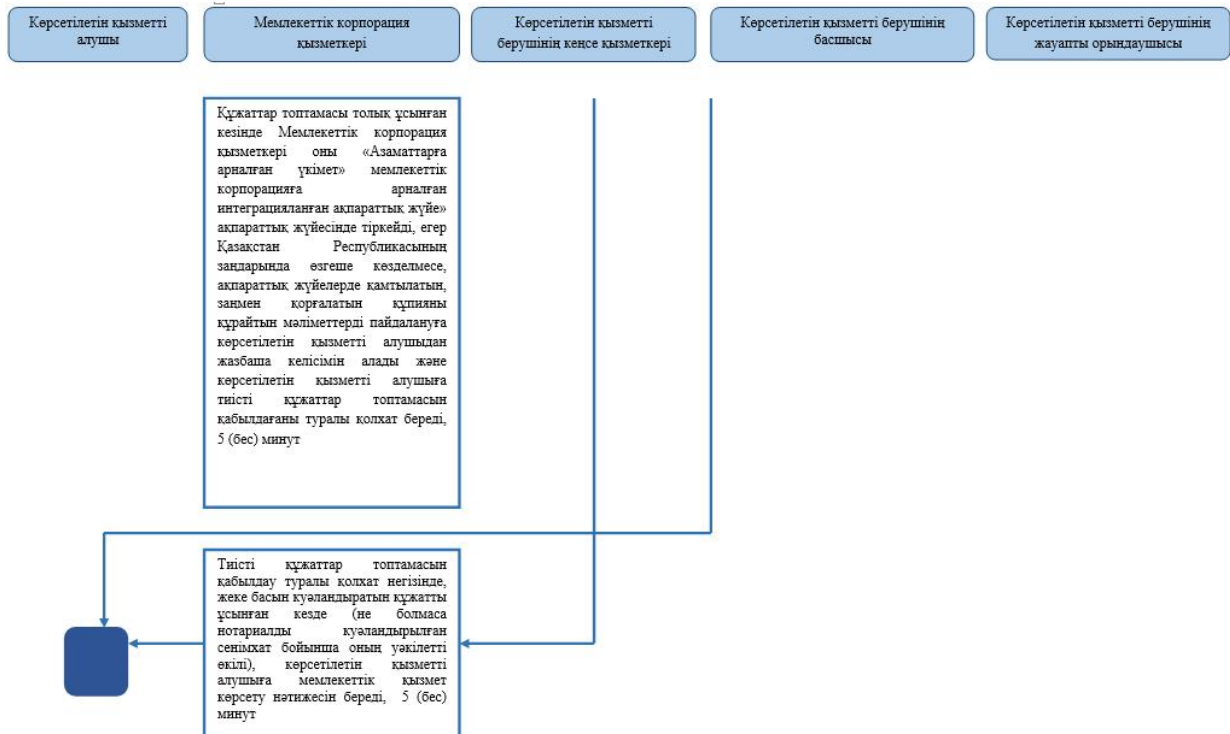 Көрсетілетін қызметті
алушы
Мемлекеттік корпорация
қызметкері
Көрсетілетін қызметті
берушінің кеңсе қызметкері
Көрсетілетін қызметті берушінің
басшысы
Көрсетілетін қызметті берушінің
жауапты орындаушысы
Құжаттар топтамасы толық ұсынған
кезінде Мемлекеттік корпорация
қызметкері оны «Азаматтарға
арналған үкімет» мемлекеттік
корпорацияға арналған
интеграцияланған ақпараттық жүйе»
ақпараттық жүйесінде тіркейді, егер
Қазақстан Республикасының
заңдарында өзгеше көзделмесе,
ақпараттық жүйелерде қамтылатын,
заңмен қорғалатын құпияны
құрайтын мәліметтерді пайдалануға
көрсетілетін қызметті алушыдан
жазбаша келісімін алады және
көрсетілетін қызметті алушыға
тиісті құжаттар топтамасын
қабылдағаны туралы қолхат береді,
5 (бес) минут
Тиісті құжаттар топтамасын
қабылдау туралы қолхат негізінде,
жеке басын куәландыратын құжатты
ұсынған кезде (не болмаса
нотариалды куәландырылған
сенімхат бойынша оның уәкілетті
өкілі), көрсетілетін қызметті
алушыға мемлекеттік қызмет
көрсету нәтижесін береді, 5 (бес)
минут